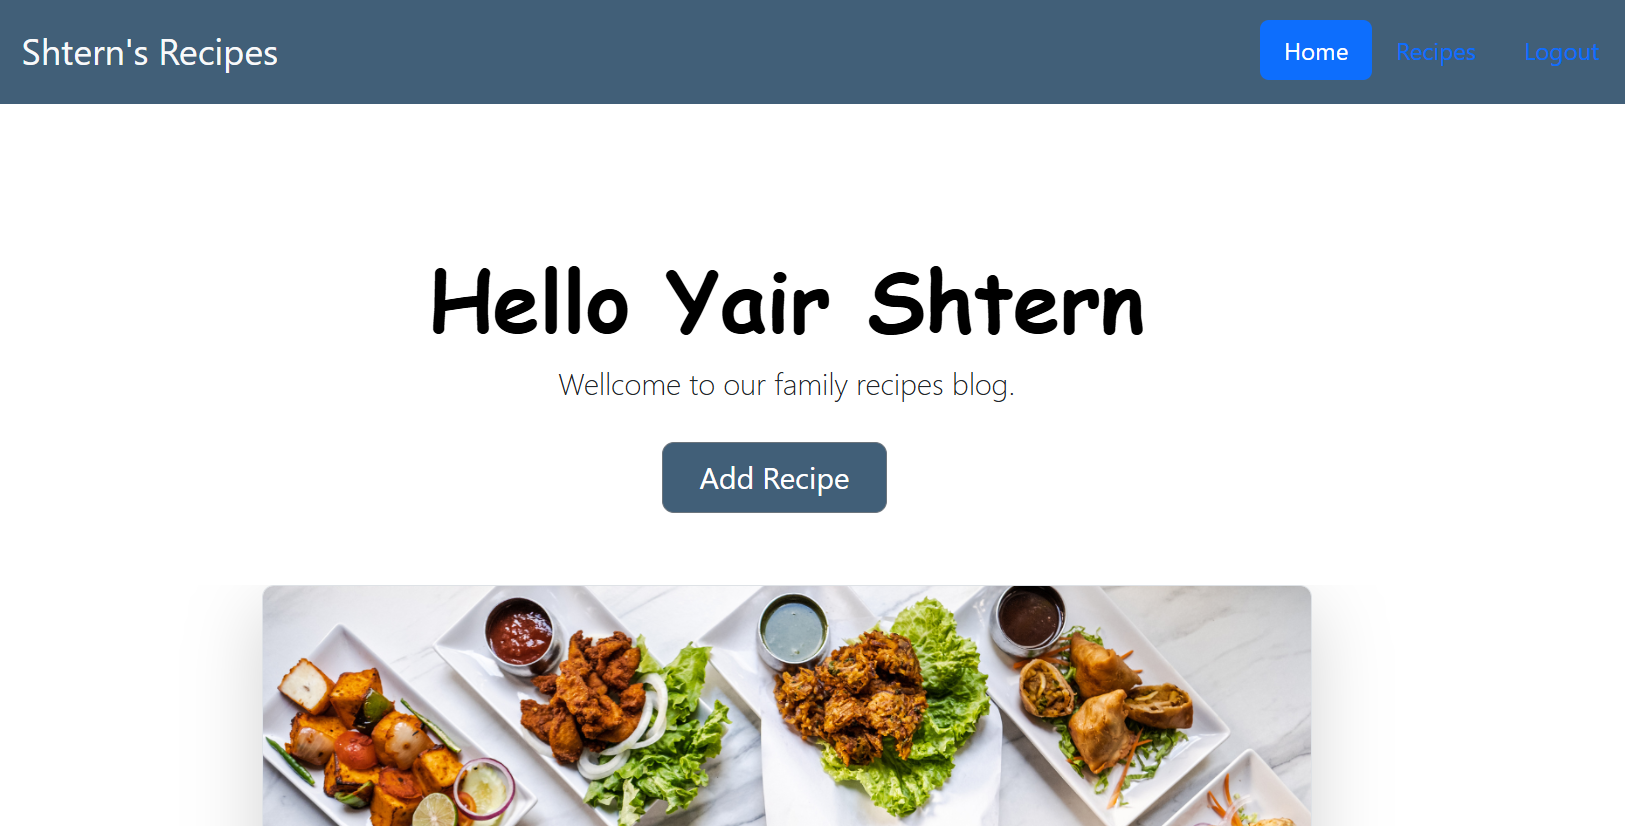 Shtern's Recipes
Home
Recipes
Logout
Hello Yair Shtern
Wellcome to our family recipes blog.
Add Recipe